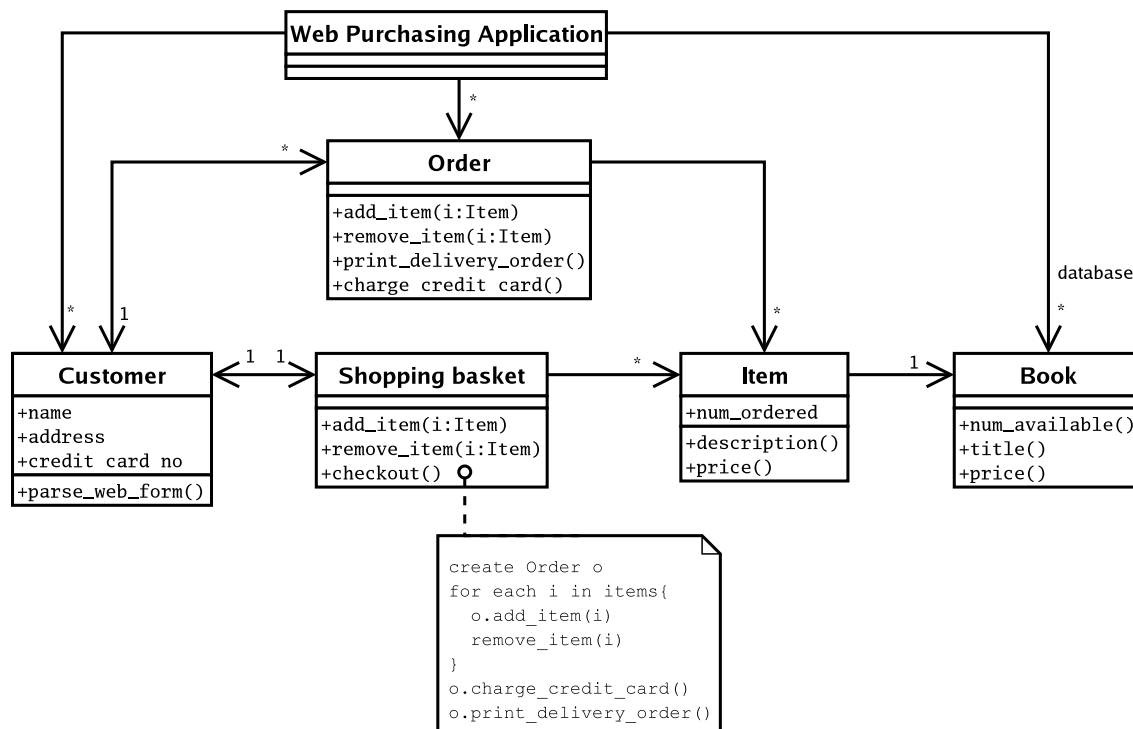 Web Purchasing Application
*
*
Order
+add_item(i:Item)
+remove_item(i:Item)
+print_delivery_order()
+charge credit card()
database
*
1
*
*
Customer
+name
+address
+credit card no
+parse_web_form()
1
1
Shopping basket
+add_item(i:Item)
+remove_item(i:Item)
+checkout()
*
Item
+num_ordered
+description()
+price()
1
Book
+num_available()
+title()
+price()
create Order o
for each i in items{
  o.add_item(i)
  remove_item(i)
}
o.charge_credit_card()
o.print_delivery_order()